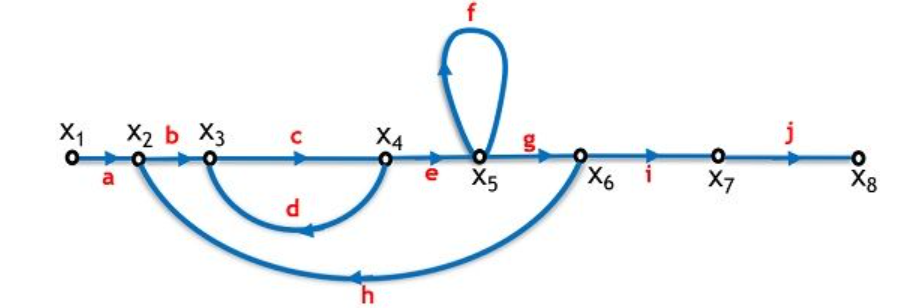 f
x₁ x₂ b x₃ c x₄ g j
a e x₅ x₆ i x₇ x₈
d
h